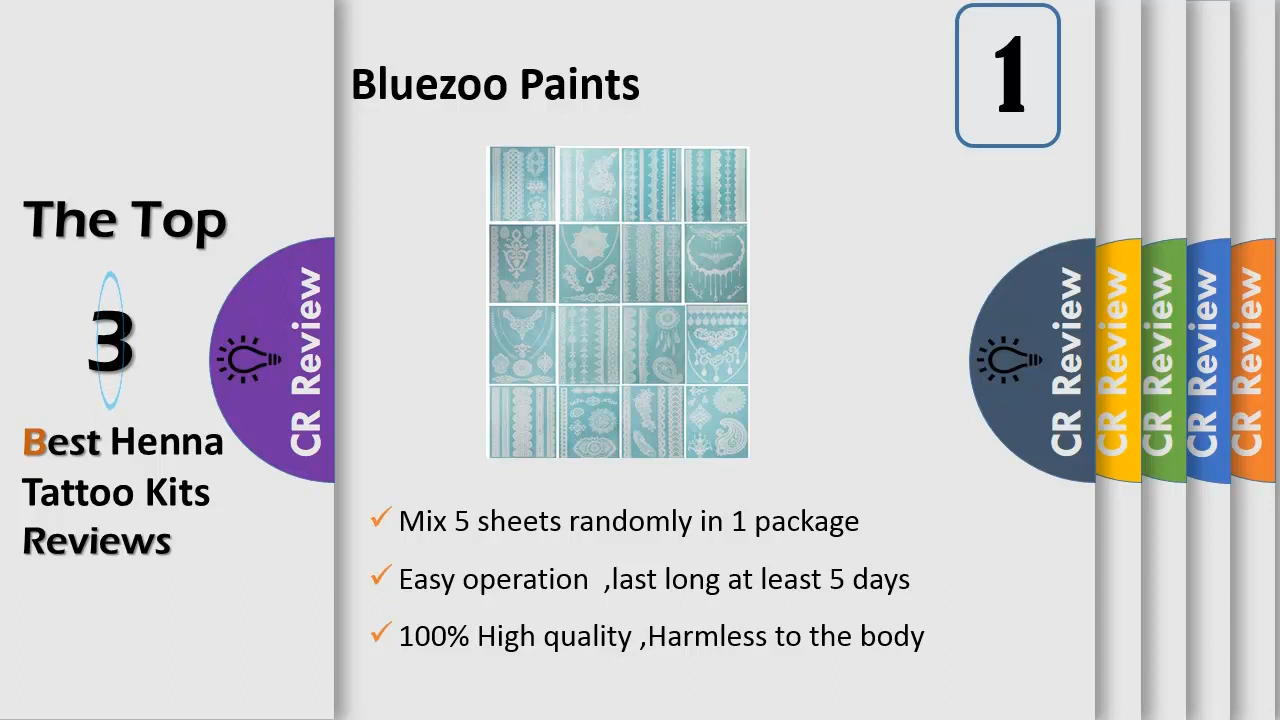 The Top
3
Best Henna
Tattoo Kits
Reviews
CR Review
Bluezoo Paints
1
Mix 5 sheets randomly in 1 package
Easy operation  ,last long at least 5 days
100% High quality ,Harmless to the body
CR Review
CR Review
CR Review
CR Review
CR Review